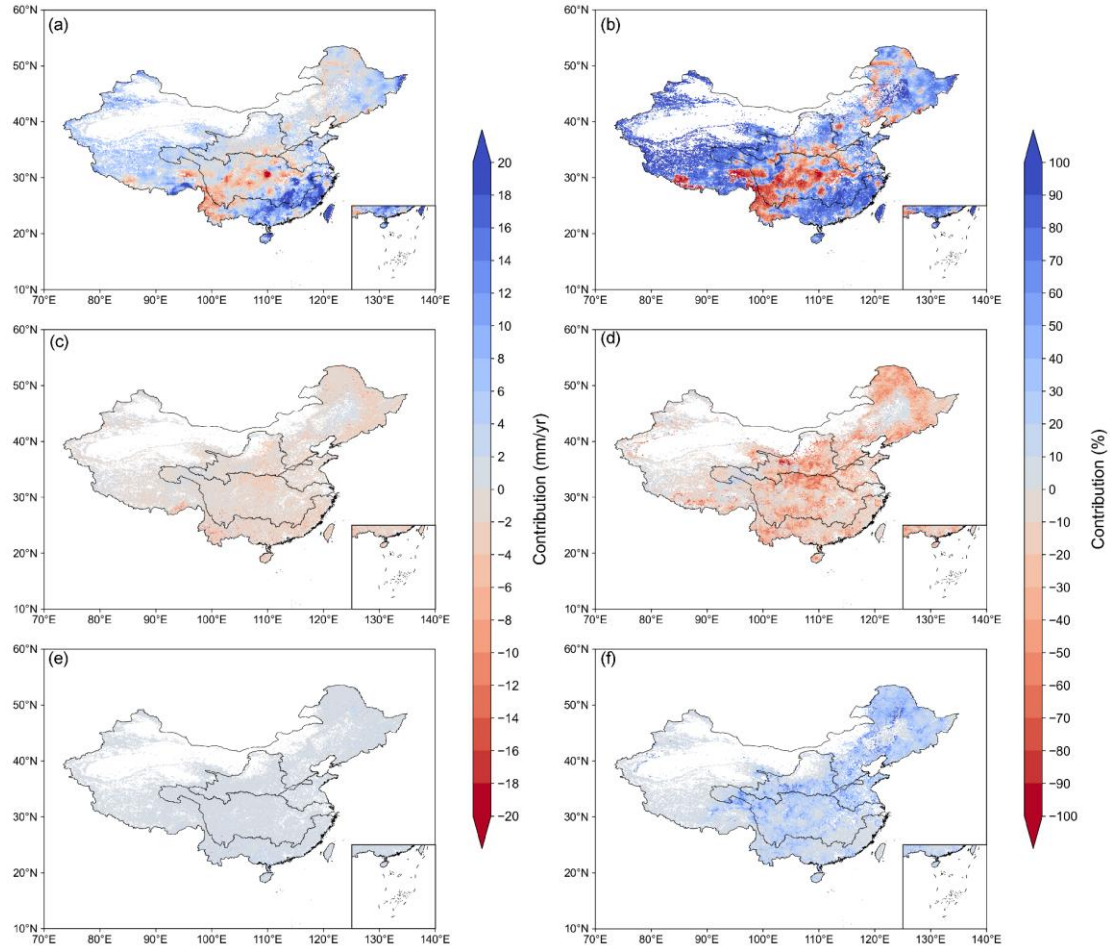 (a)
60°N
50°N
40°N
30°N
20°N
10°N
70°E 80°E 90°E 100°E 110°E 120°E 130°E 140°E
(b)
60°N
50°N
40°N
30°N
20°N
10°N
70°E 80°E 90°E 100°E 110°E 120°E 130°E 140°E
(c)
60°N
50°N
40°N
30°N
20°N
10°N
70°E 80°E 90°E 100°E 110°E 120°E 130°E 140°E
(d)
60°N
50°N
40°N
30°N
20°N
10°N
70°E 80°E 90°E 100°E 110°E 120°E 130°E 140°E
(e)
60°N
50°N
40°N
30°N
20°N
10°N
70°E 80°E 90°E 100°E 110°E 120°E 130°E 140°E
(f)
60°N
50°N
40°N
30°N
20°N
10°N
70°E 80°E 90°E 100°E 110°E 120°E 130°E 140°E
20
18
16
14
12
10
8
6
4
2
0
−2
−4
−6
−8
−10
−12
−14
−16
−18
−20
Contribution (mm/yr)
100
90
80
70
60
50
40
30
20
10
0
−10
−20
−30
−40
−50
−60
−70
−80
−90
−100
Contribution (%)